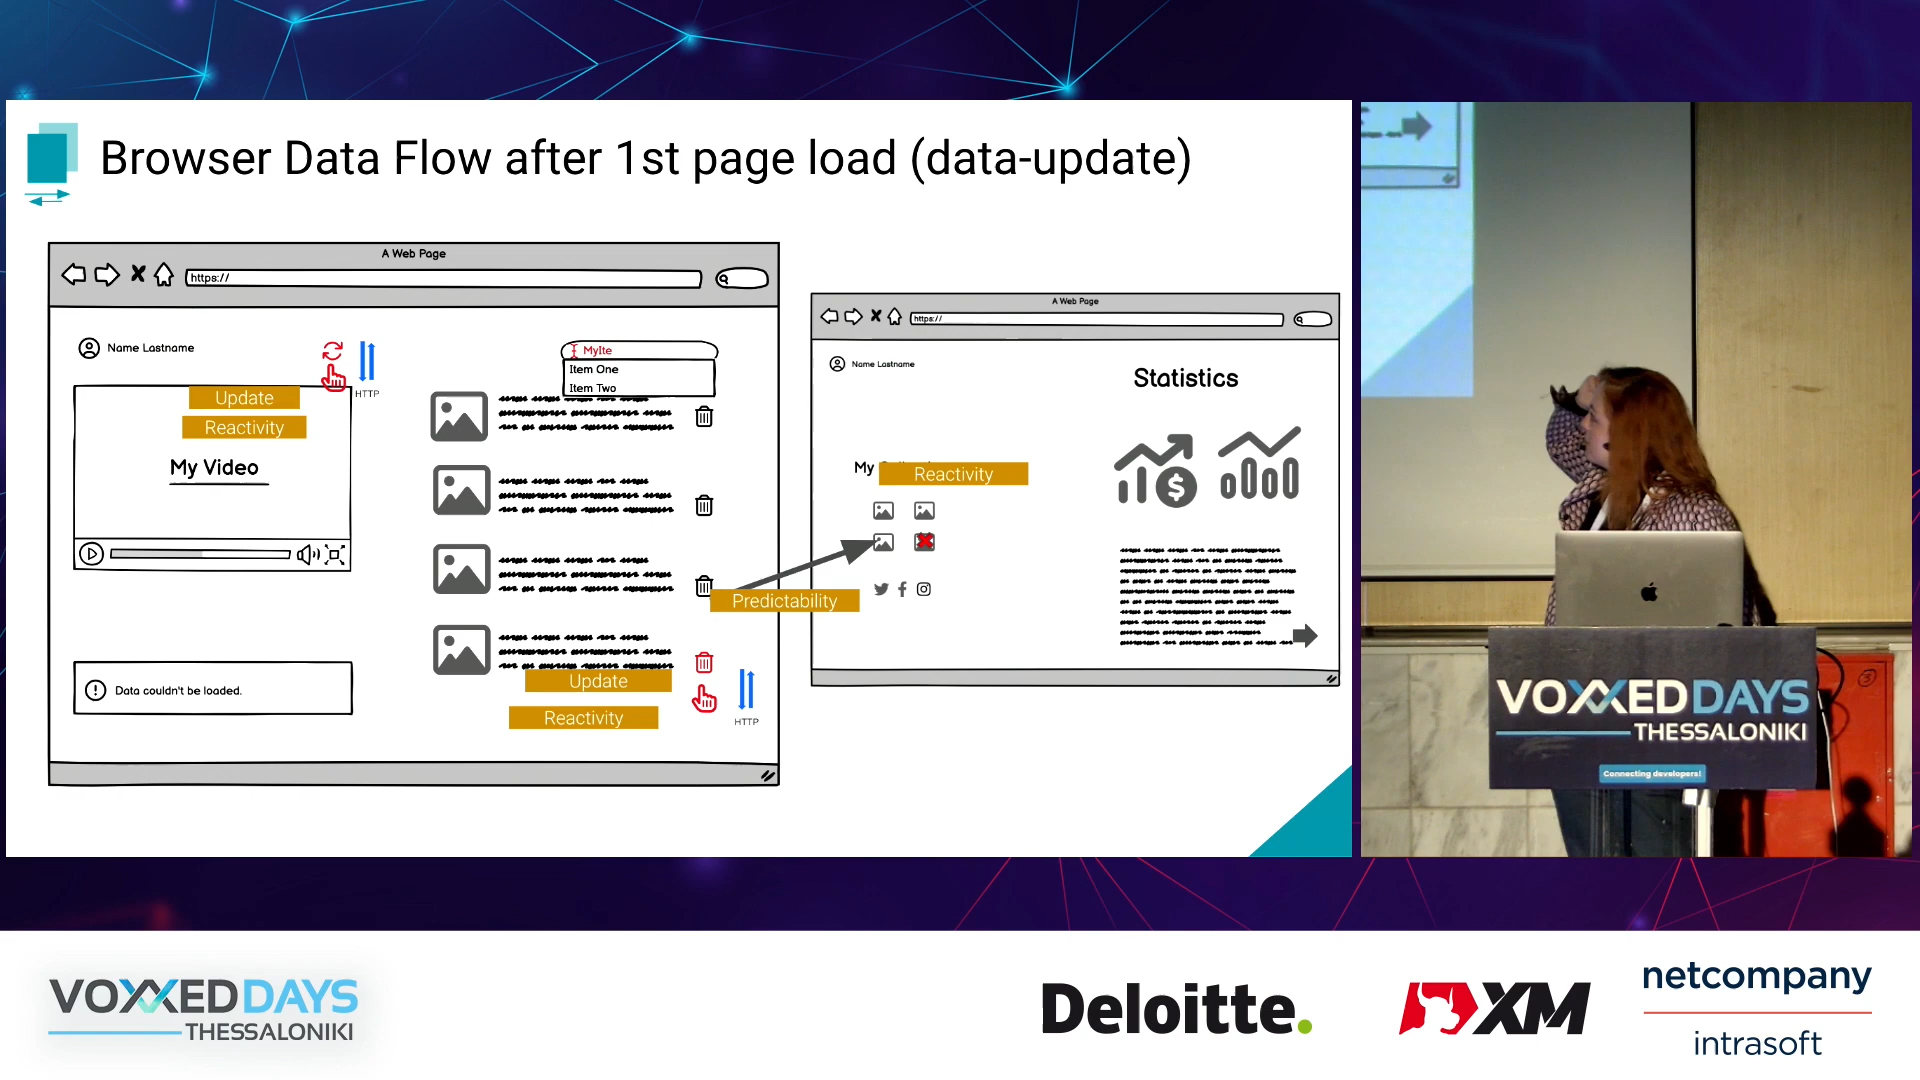 Browser Data Flow after 1st page load (data-update)
A Web Page
https://
Name Lastname
HTTP
Update
Reactivity
My Video
Data couldn't be loaded.
MyIte
Item One
Item Two
Update
Reactivity
HTTP
Predictability
A Web Page
https://
Name Lastname
Statistics
My
Reactivity
VOXXED DAYS
THESSALONIKI
Connecting developers!
VOXXED DAYS
THESSALONIKI
Deloitte.
XM
netcompany
intrasoft